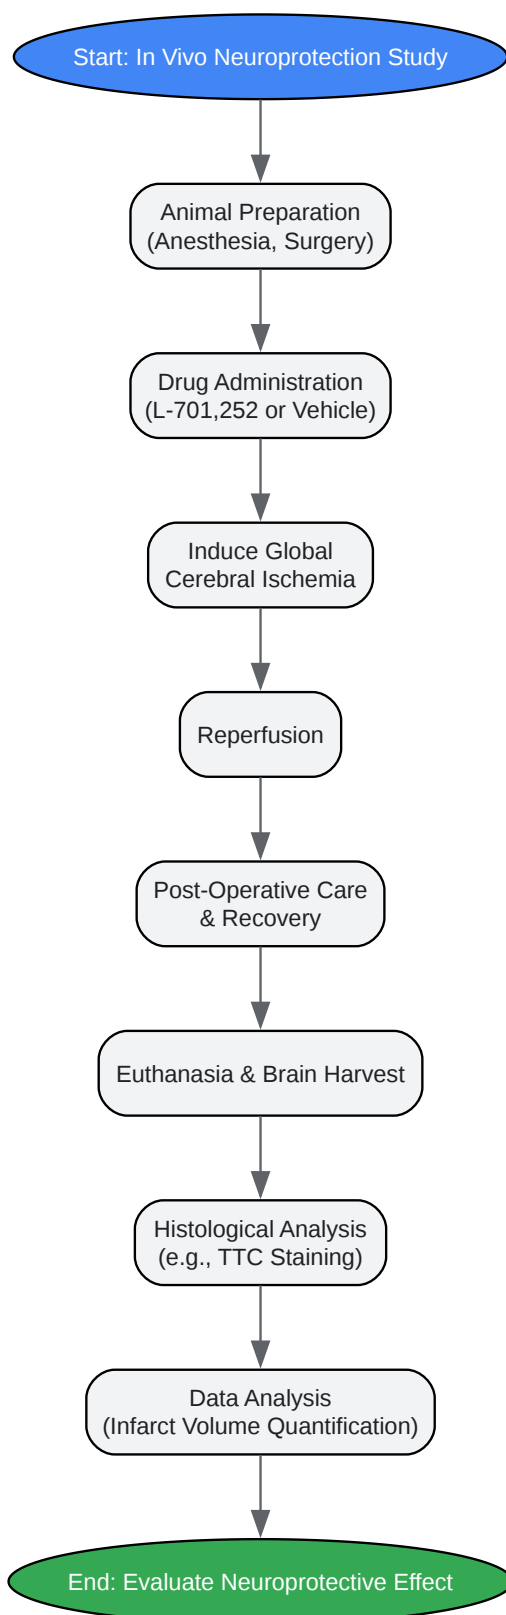 Start: In Vivo Neuroprotection Study
Animal Preparation
(Anesthesia, Surgery)
Drug Administration
(L-701,252 or Vehicle)
Induce Global
Cerebral Ischemia
Reperfusion
Post-Operative Care
& Recovery
Euthanasia & Brain Harvest
Histological Analysis
(e.g., TTC Staining)
Data Analysis
(Infarct Volume Quantification)
End: Evaluate Neuroprotective Effect